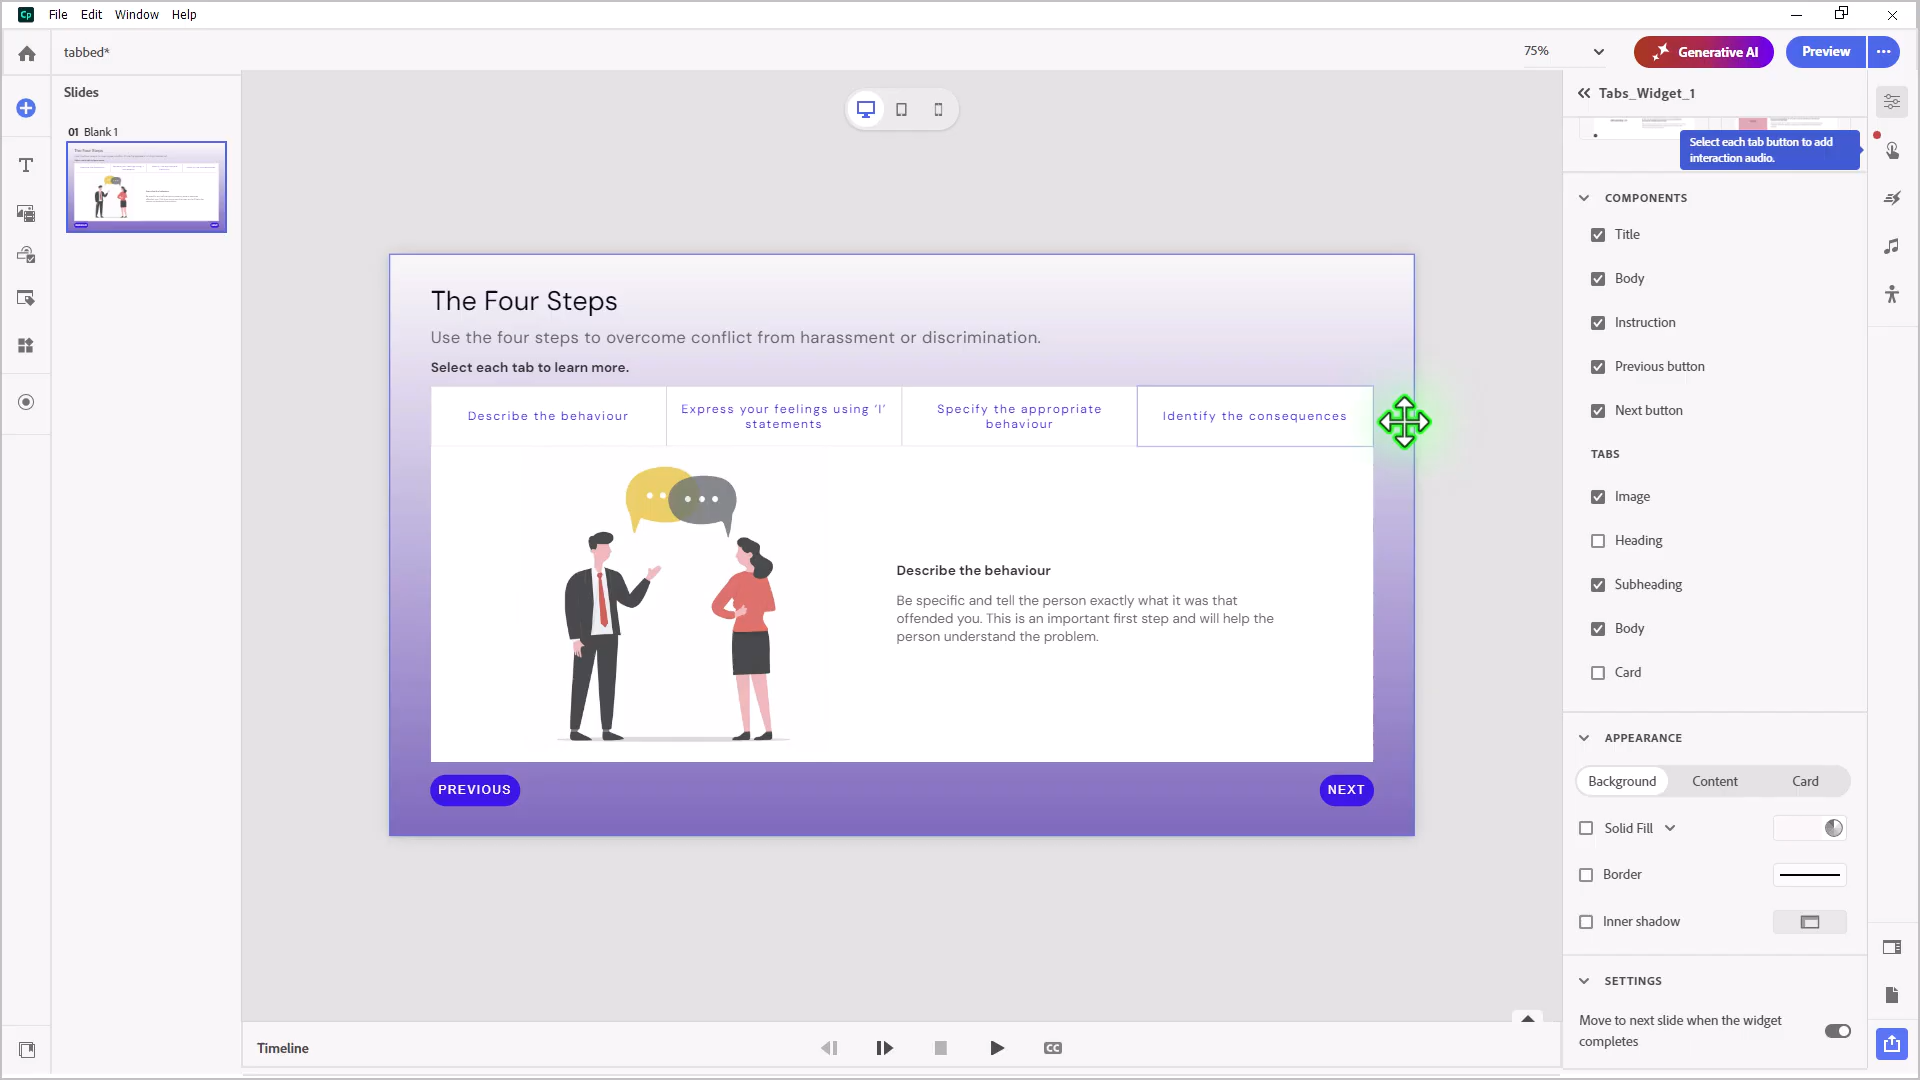 Cp File Edit Window Help
tabbed*
75%
Generative AI
Preview
Slides
01 Blank 1
Tabs_Widget_1
Select each tab button to add
interaction audio.
The Four Steps
Use the four steps to overcome conflict from harassment or discrimination.
Select each tab to learn more.
Describe the behaviour
Express your feelings using ‘I’
statements
Specify the appropriate
behaviour
Identify the consequences
Describe the behaviour
Be specific and tell the person exactly what it was that
offended you. This is an important first step and will help the
person understand the problem.
PREVIOUS
NEXT
COMPONENTS
Title
Body
Instruction
Previous button
Next button
TABS
Image
Heading
Subheading
Body
Card
APPEARANCE
Background Content Card
Solid Fill
Border
Inner shadow
SETTINGS
Move to next slide when the widget
completes
Timeline
CC